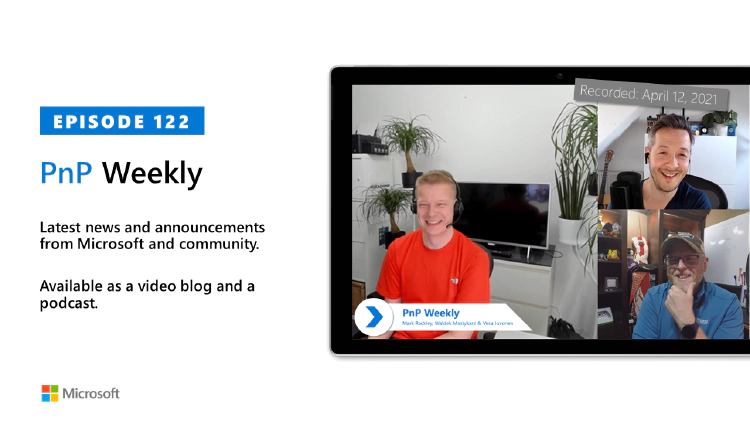 EPISODE 122
PnP Weekly
Latest news and announcements
from Microsoft and community.
Available as a video blog and a
podcast.
Microsoft
Recorded: April 12, 2021
PnP Weekly
Mark Rackley, Waldek Mastykarz & Vesa Juvonen